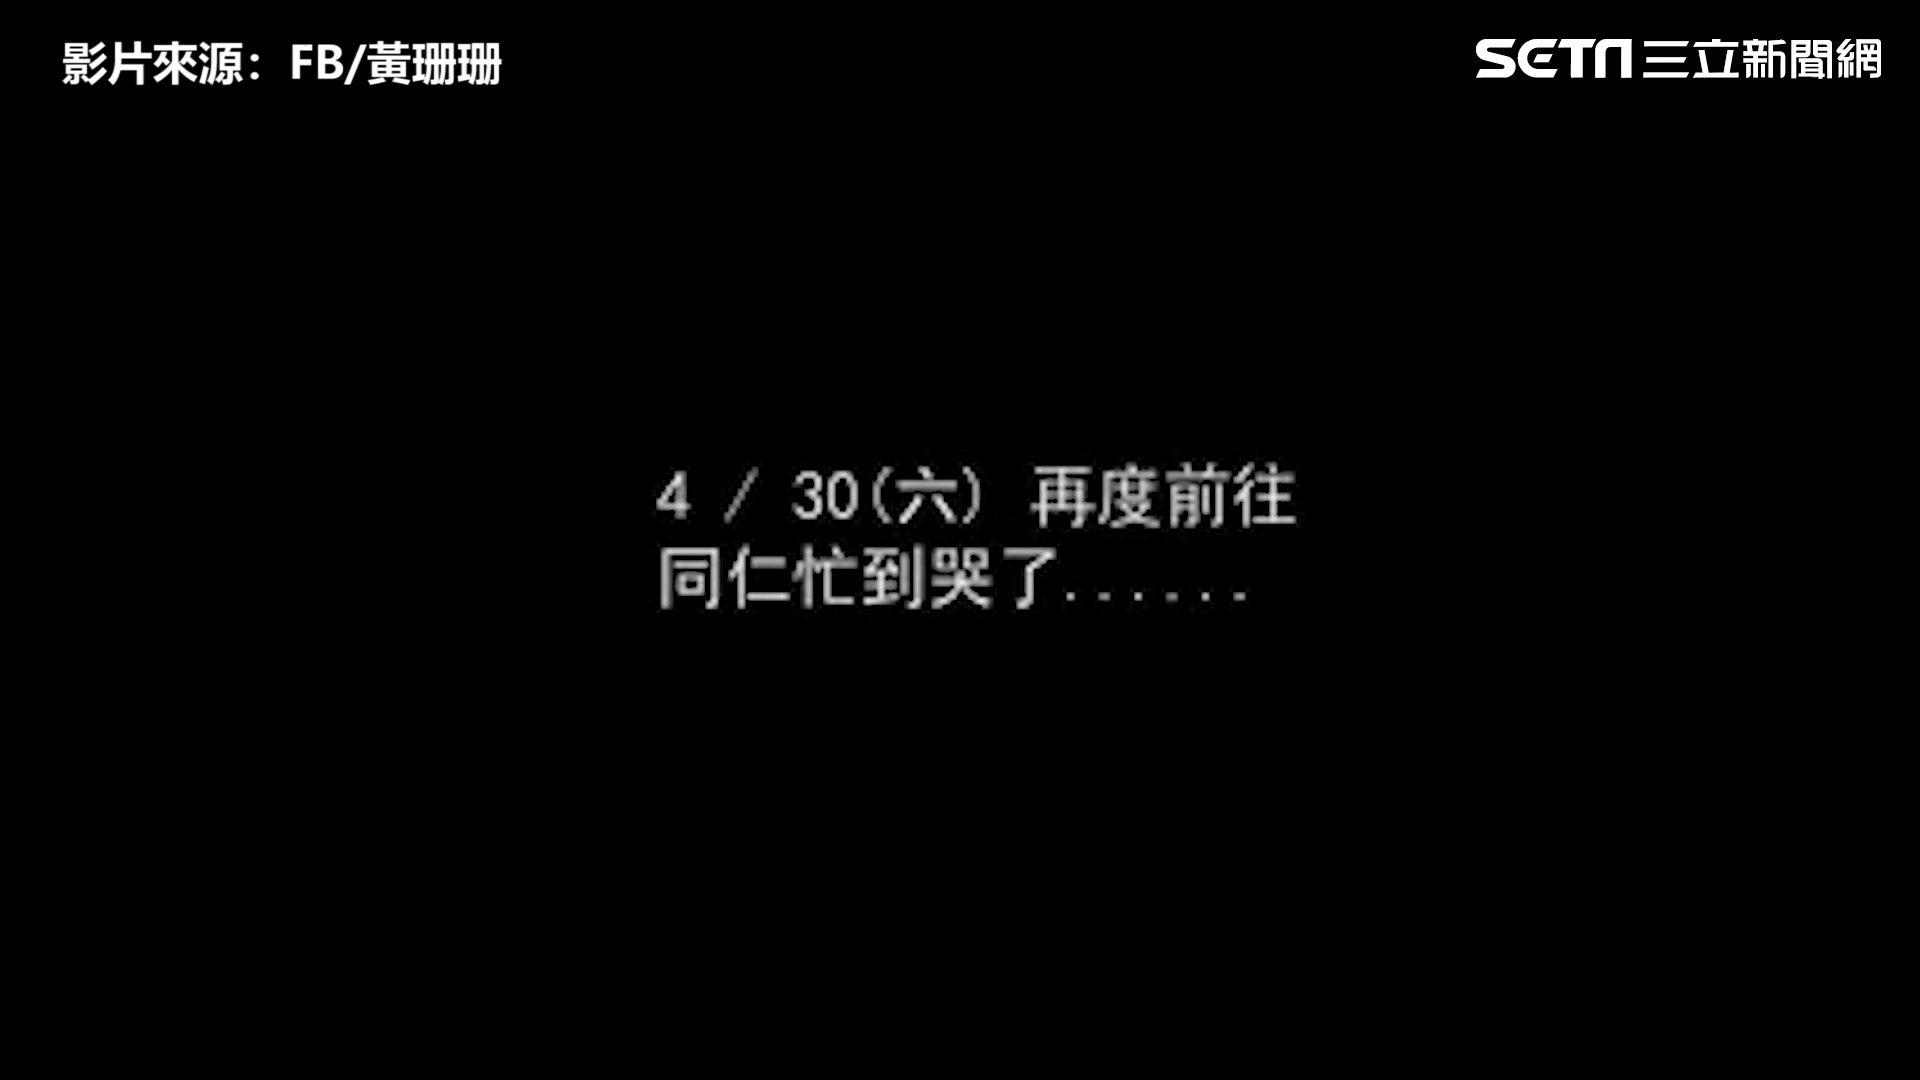 影片來源：FB/黃珊珊
SETN三立新聞網
4 / 30(六) 再度前往
同仁忙到哭了......